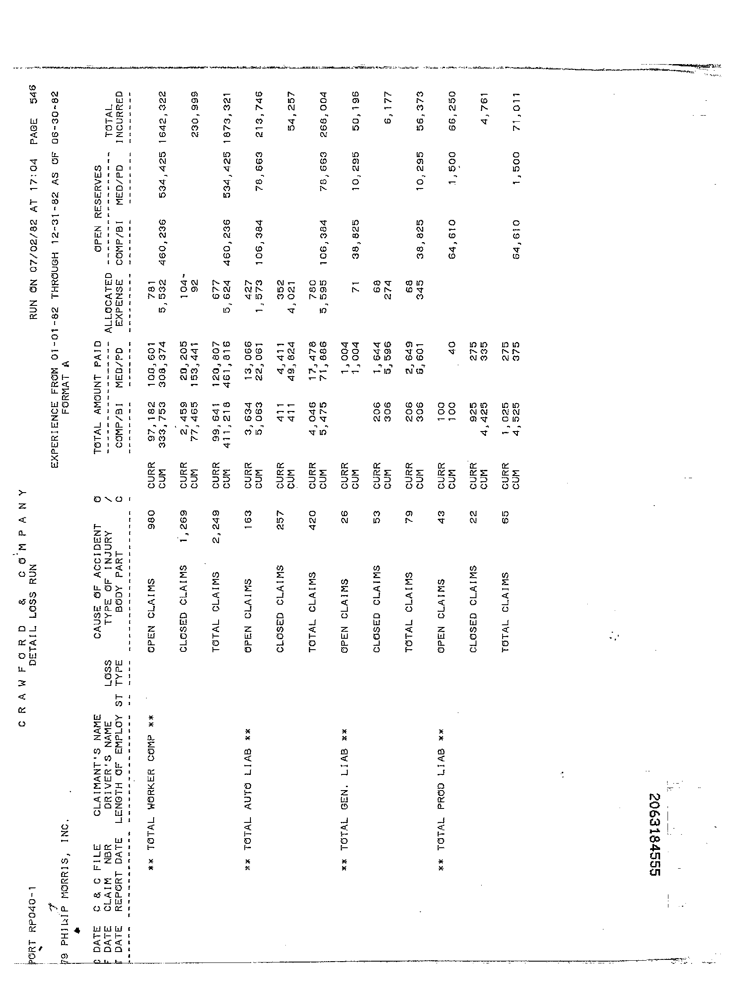 C R A W F O R D & C O M P A N Y
PORT RP040-1 DETAIL LOSS RUN RUN ON 07/02/82 AT 17:04 PAGE 546
79 PHILIP MORRIS, INC. EXPERIENCE FROM 01-01-82 THROUGH 12-31-82 AS OF 06-30-82
FORMAT A
DATE C & C FILE CLAIMANT'S NAME CAUSE OF ACCIDENT O TOTAL AMOUNT PAID OPEN RESERVES
F DATE CLAIM NBR DRIVER'S NAME LOSS TYPE OF INJURY / --------------- ALLOCATED --------------- TOTAL
T DATE REPORT DATE LENGTH OF EMPLOY ST TYPE BODY PART C COMP/BI MED/PD EXPENSE COMP/BI MED/PD INCURRED
** TOTAL WORKER COMP ** OPEN CLAIMS 980 CURR 97,182 100,601 781
CUM 333,753 308,374 5,532 460,236 534,425 1642,322
CLOSED CLAIMS 1,269 CURR 2,459 20,205 104-
CUM 77,465 153,441 92 230,999
TOTAL CLAIMS 2,249 CURR 99,641 120,807 677
CUM 411,218 461,816 5,624 460,236 534,425 1873,321
** TOTAL AUTO LIAB ** OPEN CLAIMS 163 CURR 3,634 13,066 427
CUM 5,063 22,061 1,573 106,384 78,663 213,746
CLOSED CLAIMS 257 CURR 411 4,411 352
CUM 411 49,824 4,021 54,257
TOTAL CLAIMS 420 CURR 4,046 17,478 780
CUM 5,475 71,886 5,595 106,384 78,663 268,004
** TOTAL GEN. LIAB ** OPEN CLAIMS 26 CURR 1,004
CUM 1,004 71 38,825 10,295 50,196
CLOSED CLAIMS 53 CURR 206 1,644 68
CUM 306 5,596 274 6,177
TOTAL CLAIMS 79 CURR 206 2,649 68
CUM 306 6,601 345 38,825 10,295 56,373
** TOTAL PROD LIAB ** OPEN CLAIMS 43 CURR 100
CUM 100 40 64,610 1,500 66,250
CLOSED CLAIMS 22 CURR 925 275
CUM 4,425 335 4,761
TOTAL CLAIMS 65 CURR 1,025 275
CUM 4,525 375 64,610 1,500 71,011
2063184555